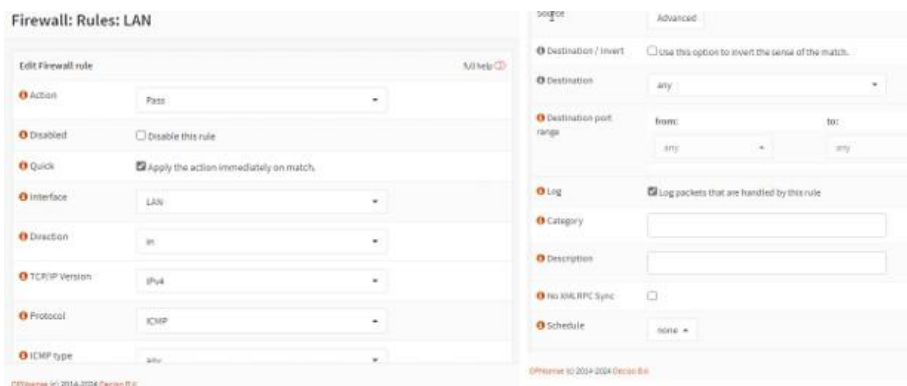 Firewall: Rules: LAN
Edit Firewall rule
full help
Action
Pass
Disabled
Disable this rule
Quick
Apply the action immediately on match.
Interface
LAN
Direction
in
TCP/IP Version
IPv4
Protocol
ICMP
ICMP type
any
OPNsense (c) 2014-2024 Deciso B.V.
Source
Advanced
Destination / Invert
Use this option to invert the sense of the match.
Destination
any
Destination port
range
from:
to:
any
any
Log
Log packets that are handled by this rule
Category
Description
No XMLRPC Sync
Schedule
none
OPNsense (c) 2014-2024 Deciso B.V.